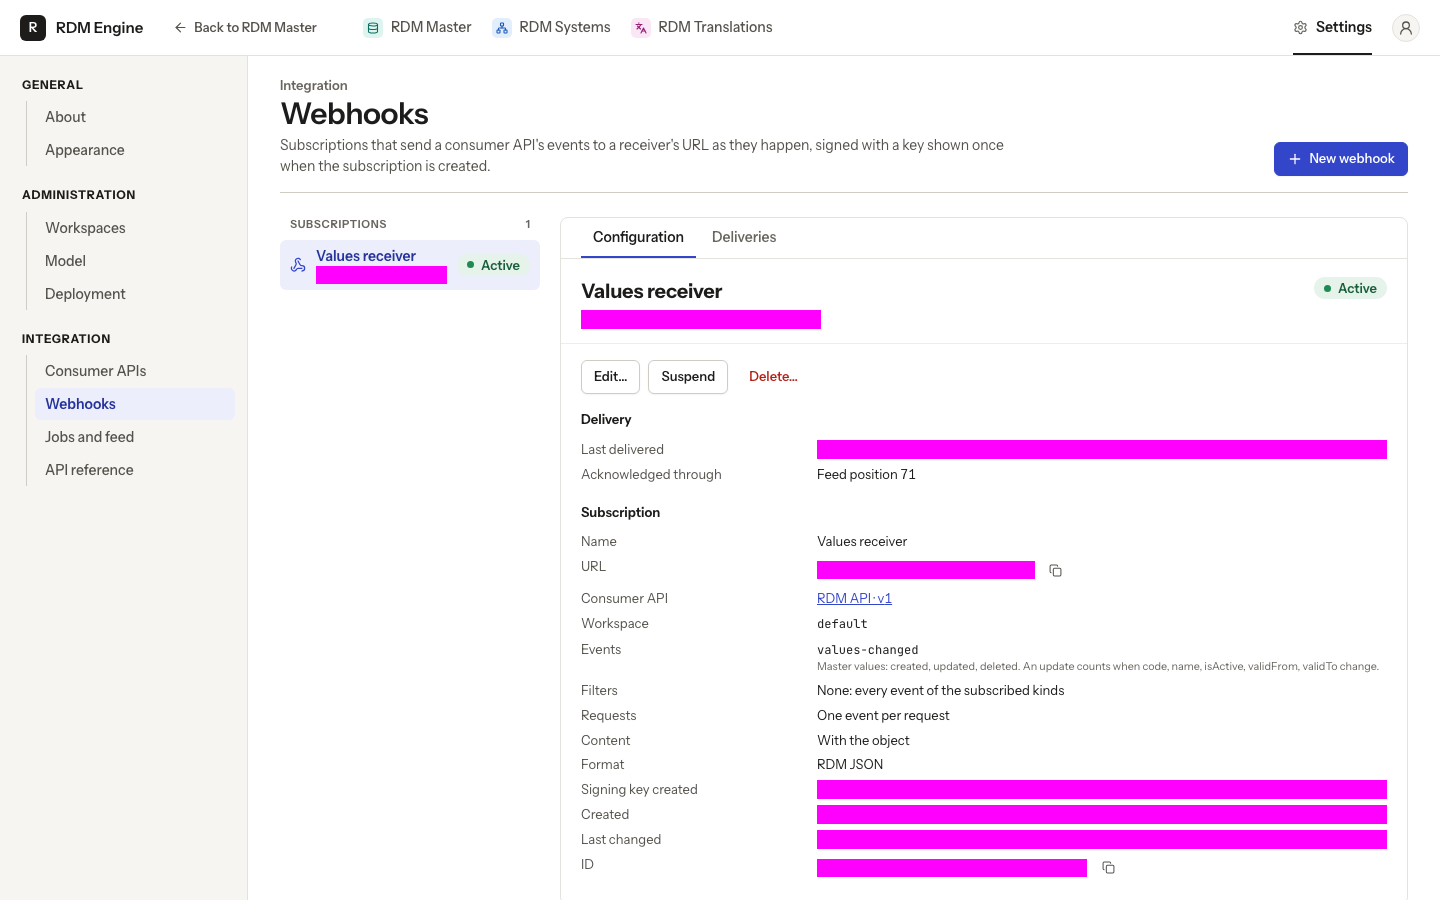 R RDM Engine
Back to RDM Master
RDM Master
RDM Systems
RDM Translations
Settings
GENERAL
About
Appearance
ADMINISTRATION
Workspaces
Model
Deployment
INTEGRATION
Consumer APIs
Webhooks
Jobs and feed
API reference
Integration
Webhooks
Subscriptions that send a consumer API's events to a receiver's URL as they happen, signed with a key shown once
when the subscription is created.
New webhook
SUBSCRIPTIONS 1
Values receiver
Active
Configuration
Deliveries
Values receiver
Active
Edit...
Suspend
Delete...
Delivery
Last delivered
Acknowledged through Feed position 71
Subscription
Name Values receiver
URL
Consumer API RDM API · v1
Workspace default
Events values-changed
Master values: created, updated, deleted. An update counts when code, name, isActive, validFrom, validTo change.
Filters None: every event of the subscribed kinds
Requests One event per request
Content With the object
Format RDM JSON
Signing key created
Created
Last changed
ID